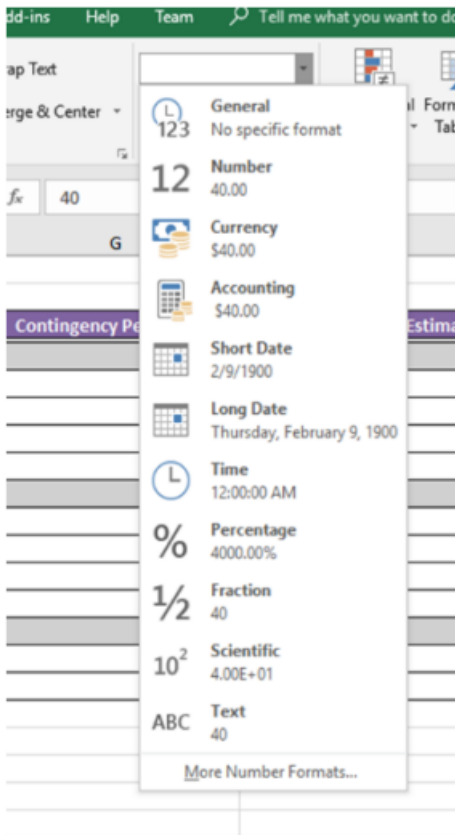 dd-ins Help Team Tell me what you want to do
ap Text
erge & Center
l Form
Tab
fx 40
G
Contingency Pe
Estima
General
123
No specific format
12
Number
40.00
Currency
$40.00
Accounting
$40.00
Short Date
2/9/1900
Long Date
Thursday, February 9, 1900
Time
12:00:00 AM
%
Percentage
4000.00%
½
Fraction
40
10²
Scientific
4.00E+01
ABC
Text
40
More Number Formats...